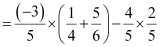 = (-3)/5 × (1/4 + 5/6) - 4/5 × 2/5